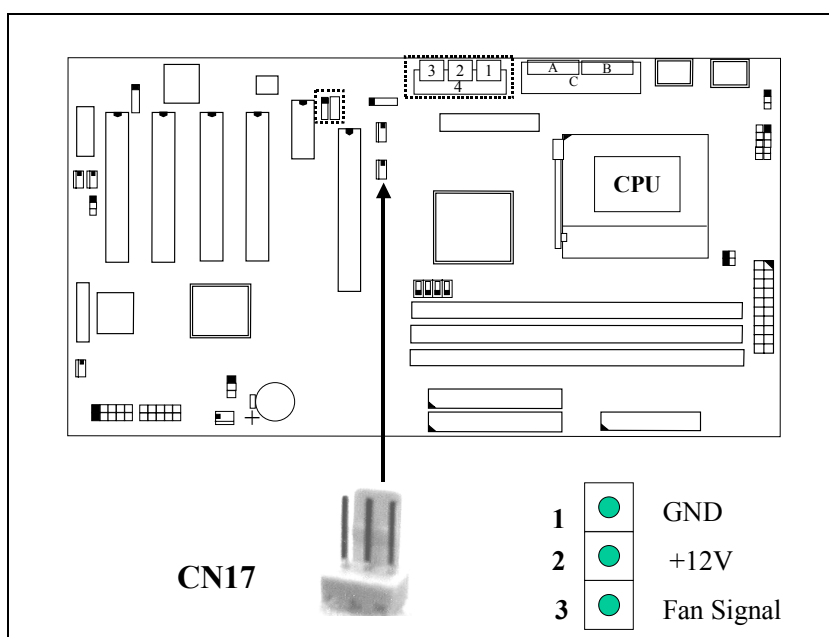 3 2 1
4
A B
C
CPU
CN17
1 GND
2 +12V
3 Fan Signal